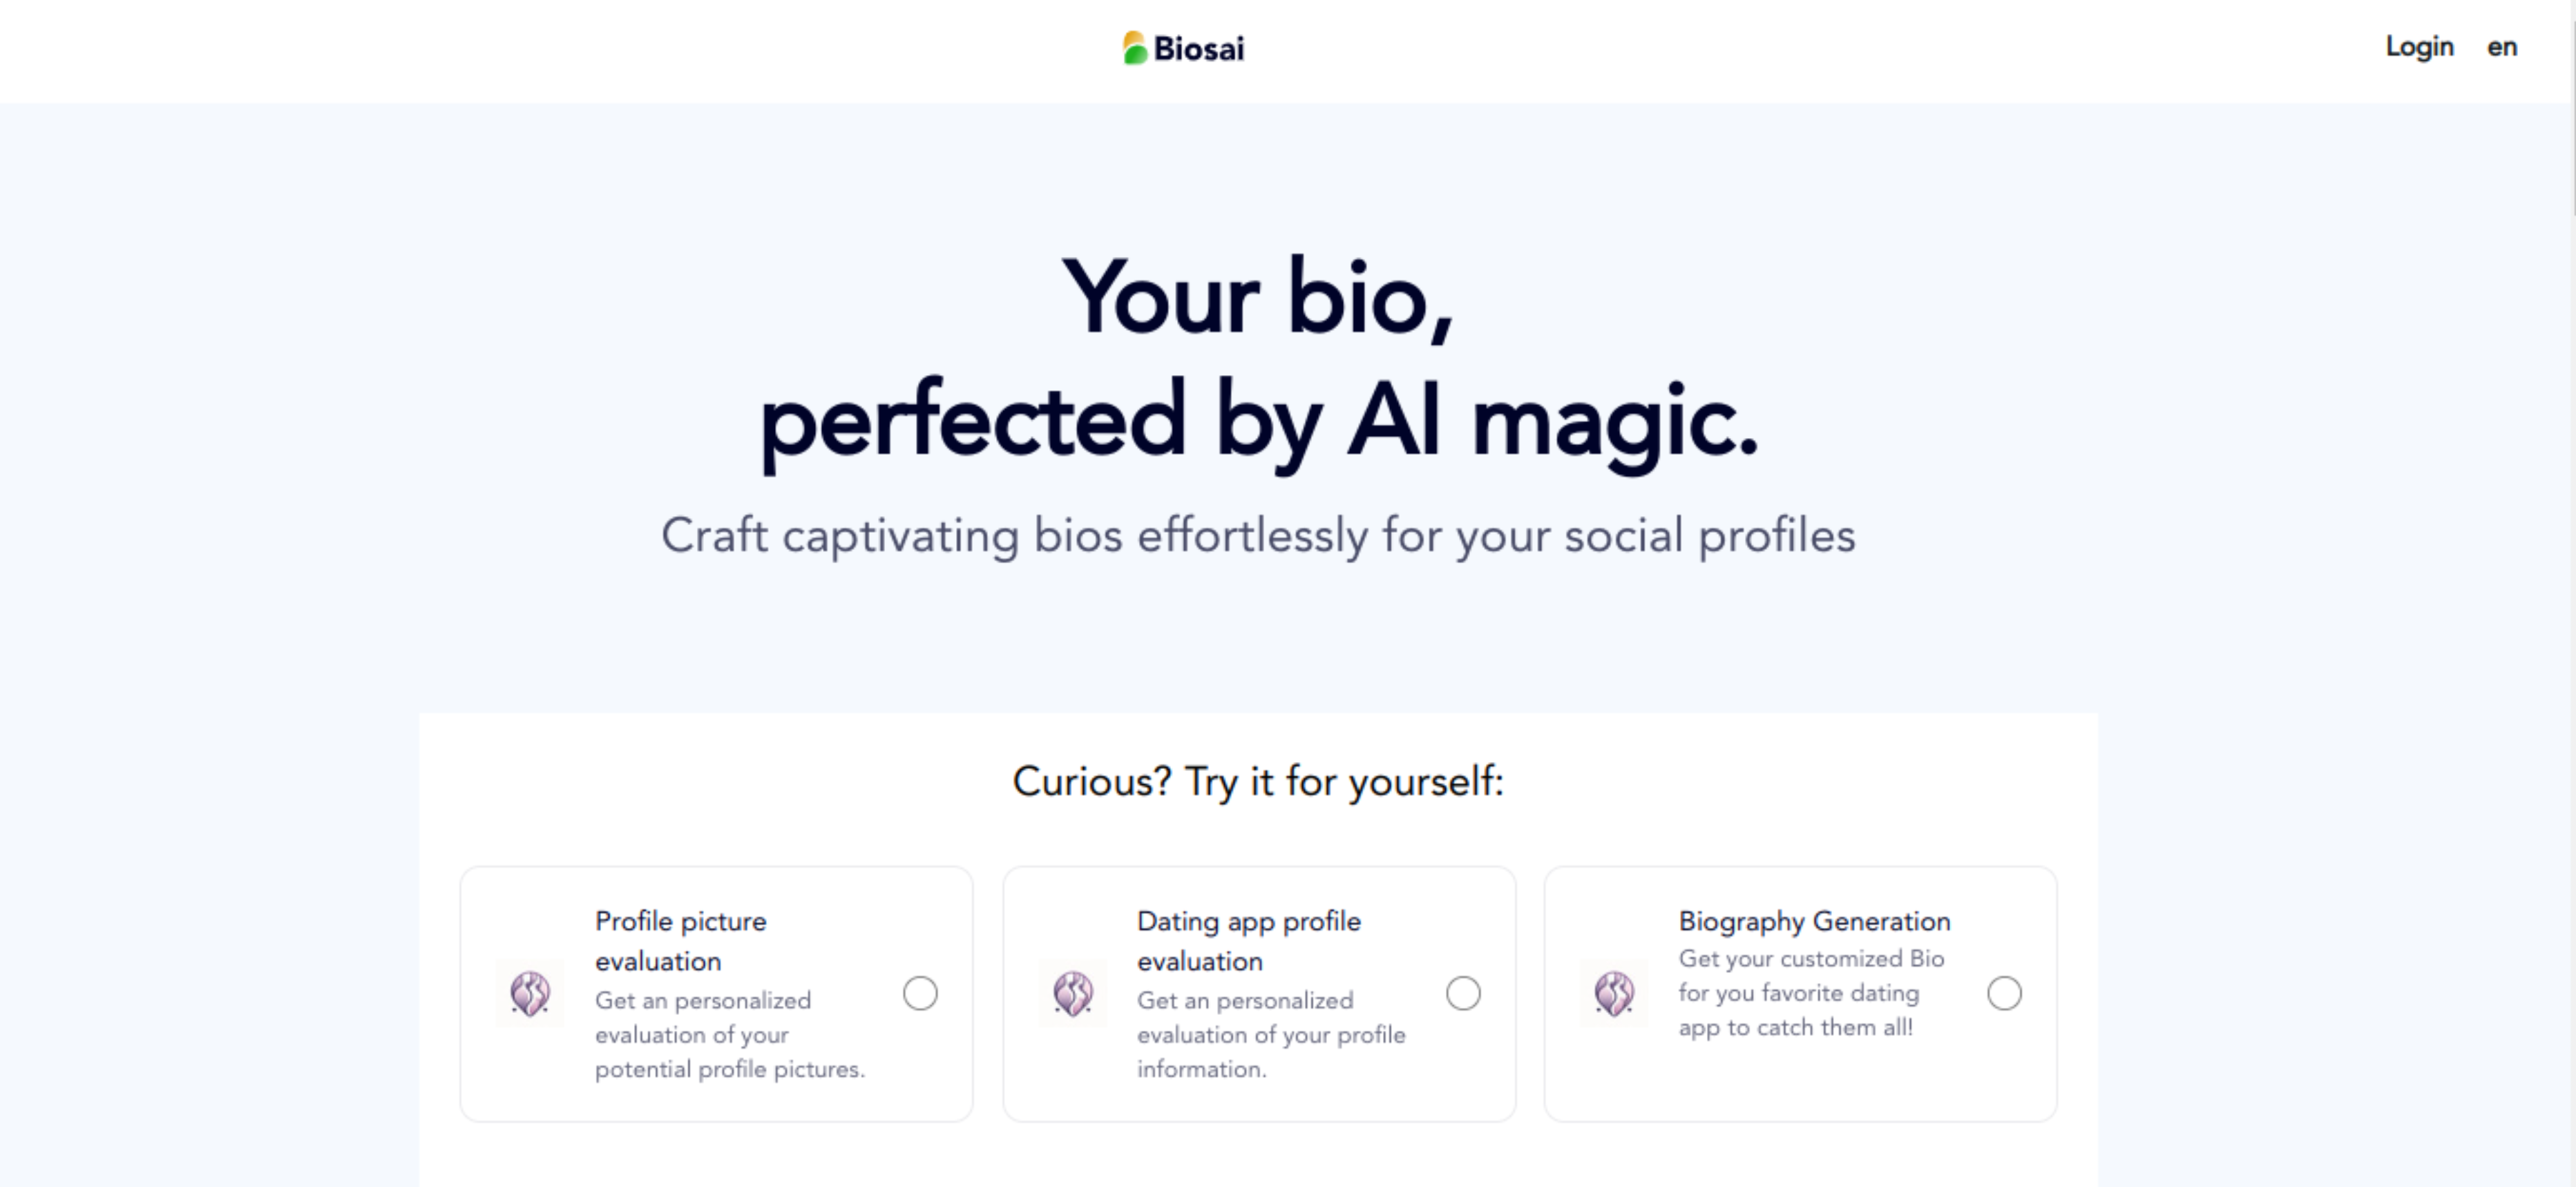 Biosai
Login en
Your bio,
perfected by AI magic.
Craft captivating bios effortlessly for your social profiles
Curious? Try it for yourself:
Profile picture
evaluation
Get an personalized
evaluation of your
potential profile pictures.
Dating app profile
evaluation
Get an personalized
evaluation of your profile
information.
Biography Generation
Get your customized Bio
for you favorite dating
app to catch them all!